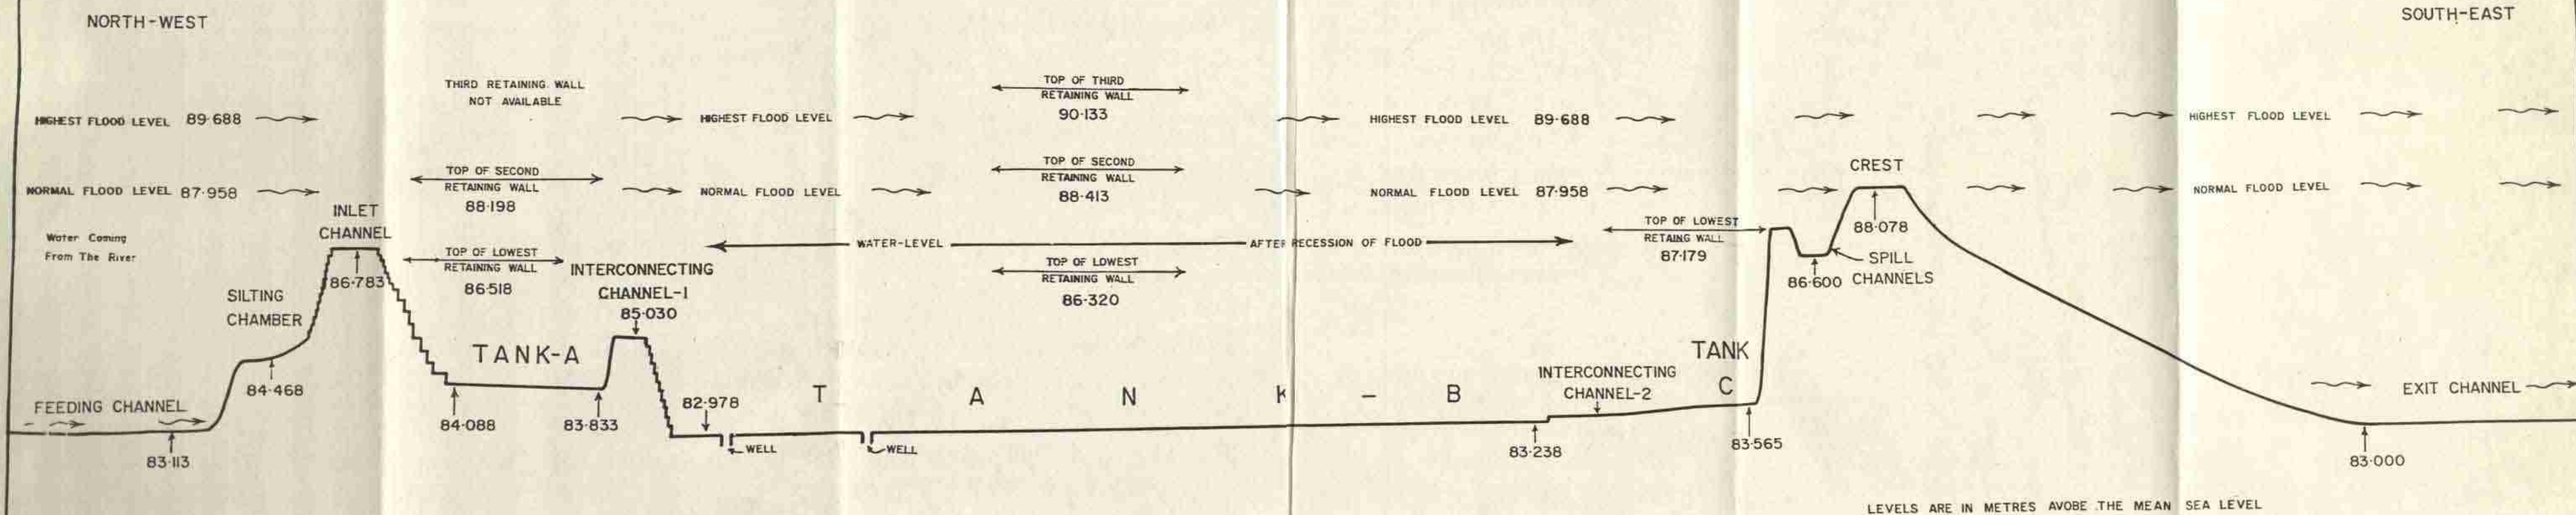 NORTH-WEST
SOUTH-EAST
THIRD RETAINING WALL
NOT AVAILABLE
TOP OF THIRD
RETAINING WALL
90·133
HIGHEST FLOOD LEVEL 89·688
HIGHEST FLOOD LEVEL
HIGHEST FLOOD LEVEL 89·688
HIGHEST FLOOD LEVEL
TOP OF SECOND
RETAINING WALL
88·198
TOP OF SECOND
RETAINING WALL
88·413
CREST
88·078
NORMAL FLOOD LEVEL 87·958
NORMAL FLOOD LEVEL
NORMAL FLOOD LEVEL 87·958
NORMAL FLOOD LEVEL
Water Coming
From The River
INLET
CHANNEL
86·783
WATER-LEVEL
AFTER RECESSION OF FLOOD
TOP OF LOWEST
RETAING WALL
87·179
TOP OF LOWEST
RETAINING WALL
86·518
INTERCONNECTING
CHANNEL-1
85·030
TOP OF LOWEST
RETAINING WALL
86·320
86·600
SPILL
CHANNELS
SILTING
CHAMBER
84·468
TANK-A
TANK
C
INTERCONNECTING
CHANNEL-2
FEEDING CHANNEL
83·113
84·088
83·833
82·978
WELL
WELL
TANK-B
83·238
83·565
EXIT CHANNEL
83·000
LEVELS ARE IN METRES AVOBE THE MEAN SEA LEVEL